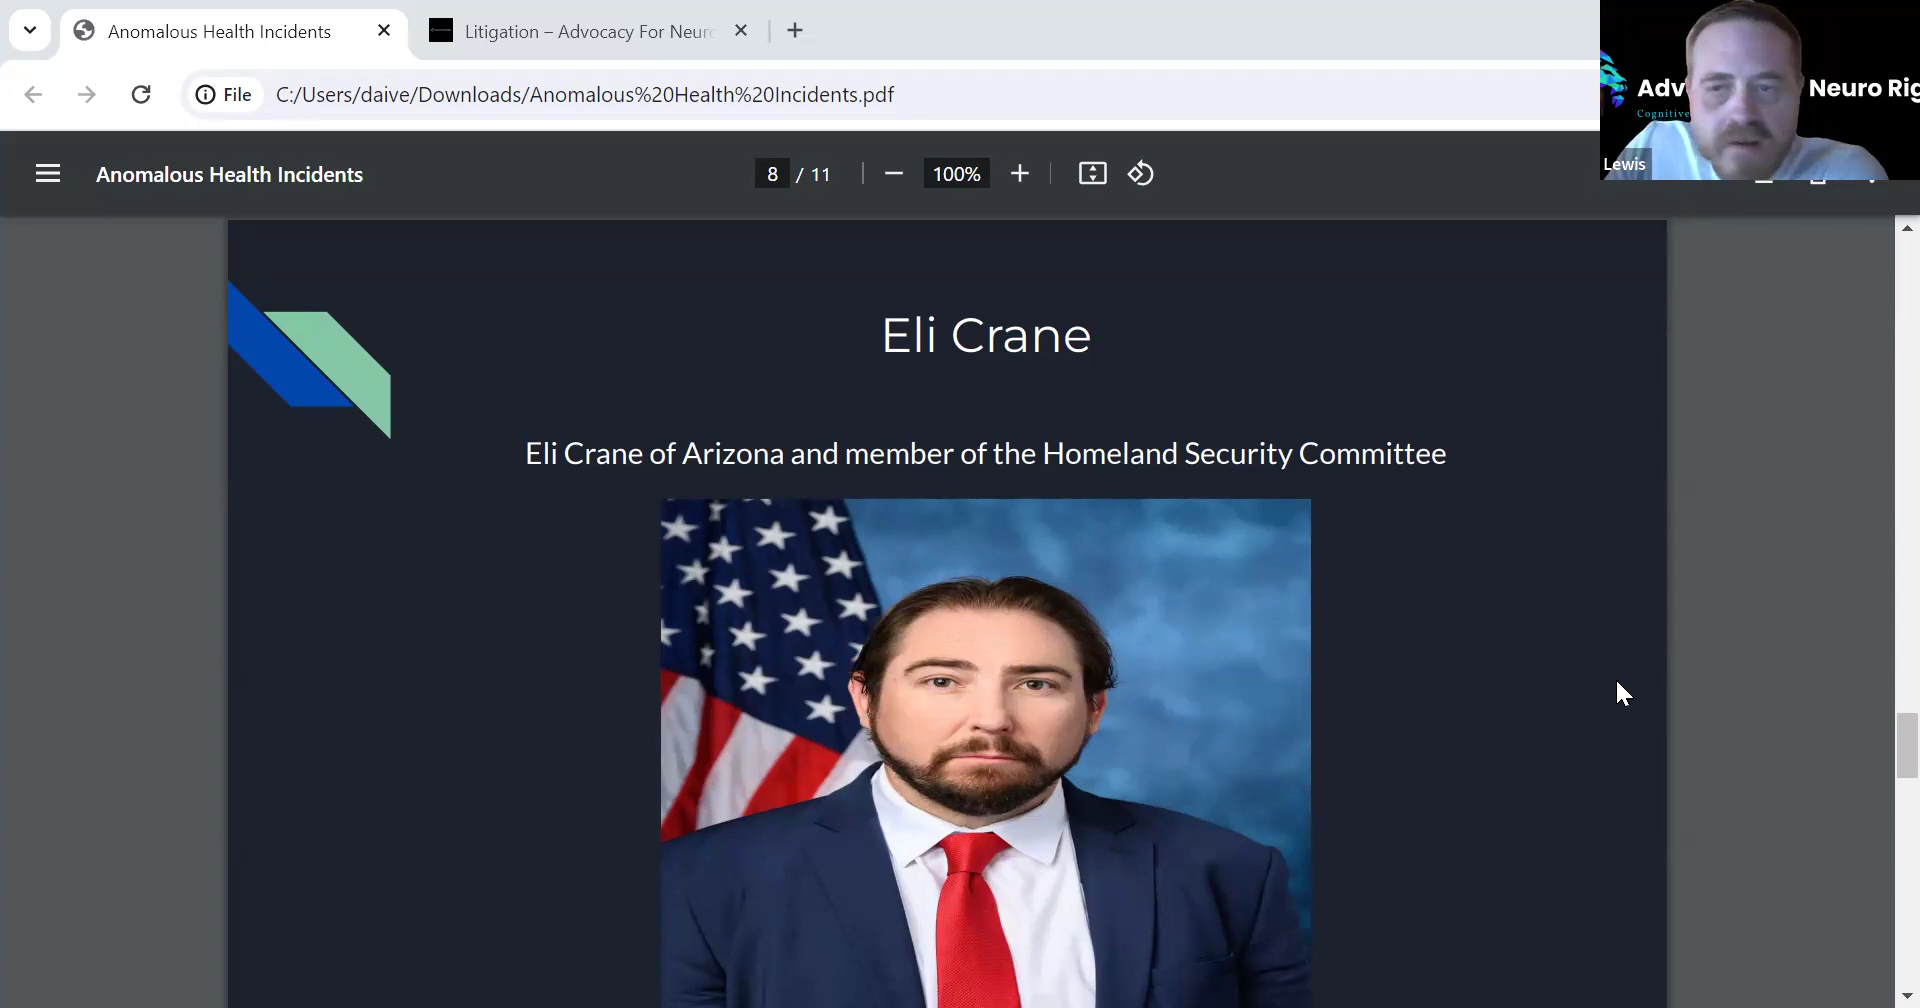 Anomalous Health Incidents
Litigation – Advocacy For Neuro
File
C:/Users/daive/Downloads/Anomalous%20Health%20Incidents.pdf
Adv Neuro Rig
Cognitive
Lewis
Anomalous Health Incidents
8 / 11
100%
Eli Crane
Eli Crane of Arizona and member of the Homeland Security Committee